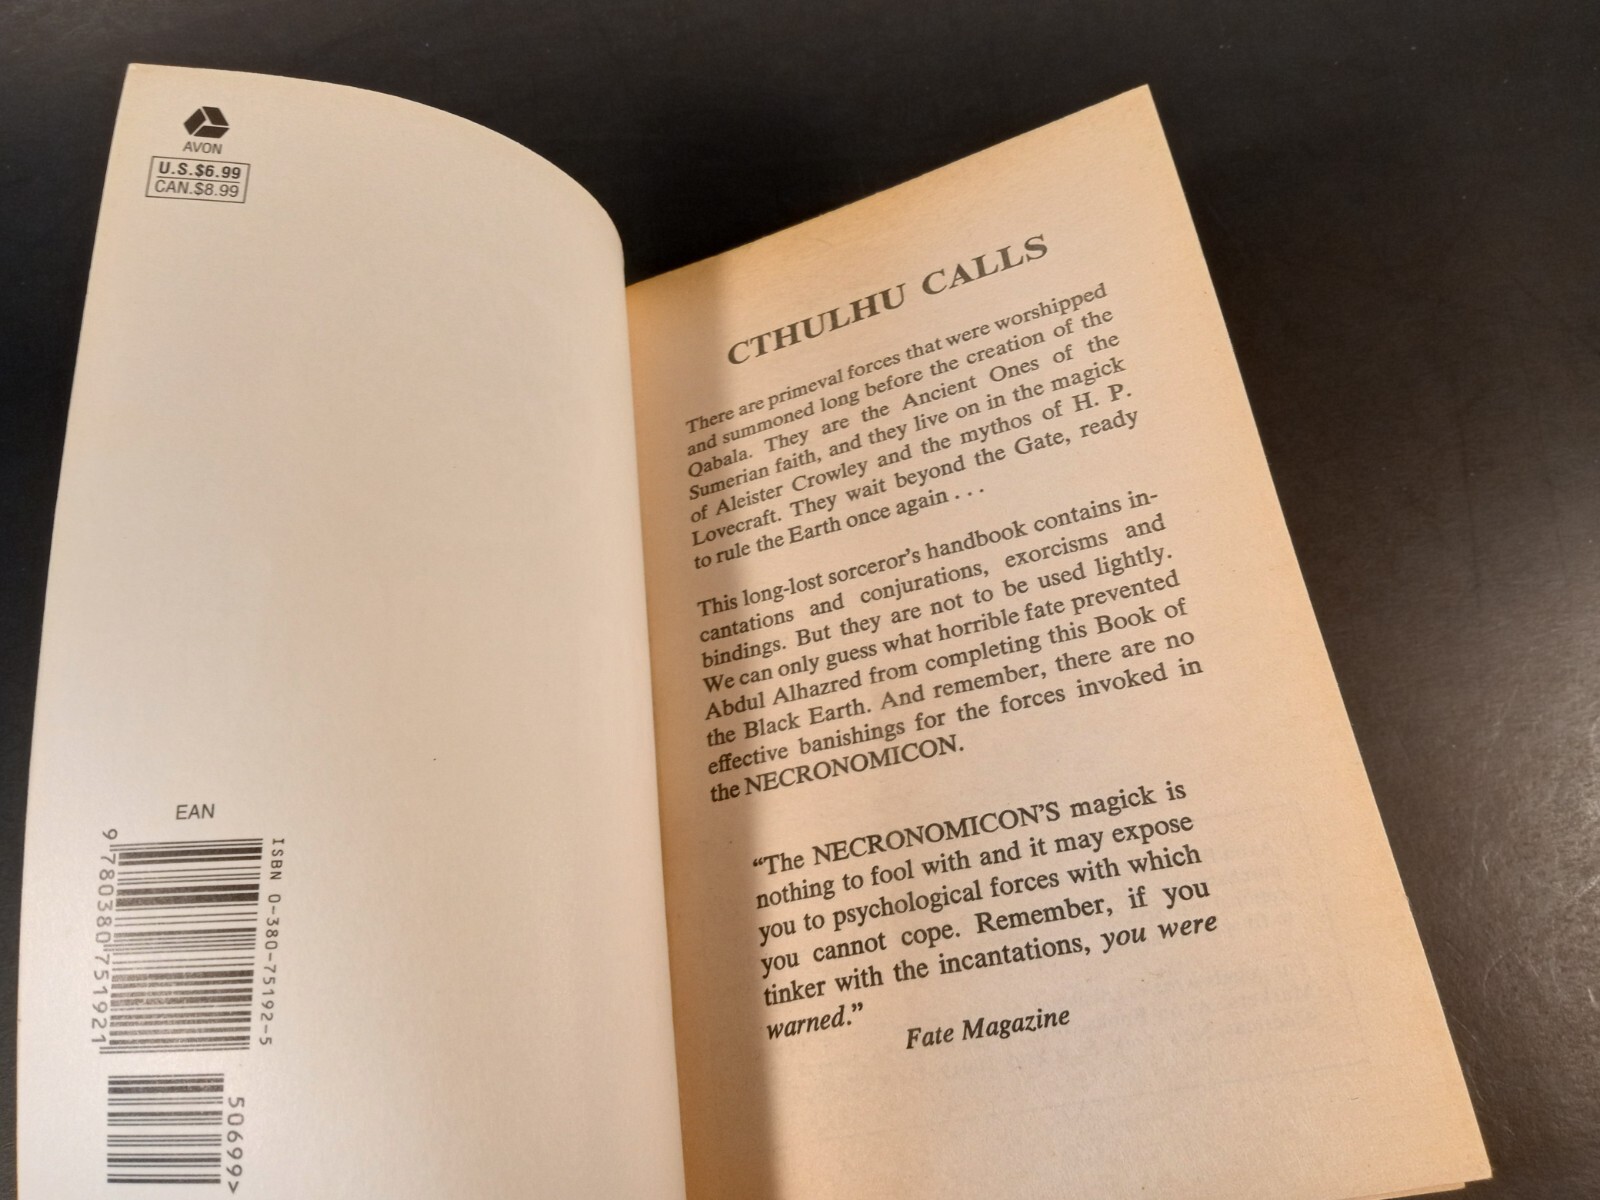 AVON
U.S.$6.99
CAN.$8.99
EAN
9 780380 751921
ISBN 0-380-75192-5
50699>
CTHULHU CALLS
There are primeval forces that were worshipped
and summoned long before the creation of the
Qabala. They are the Ancient Ones of the
Sumerian faith, and they live on in the magick
of Aleister Crowley and the mythos of H. P.
Lovecraft. They wait beyond the Gate, ready
to rule the Earth once again . . .
This long-lost sorceror's handbook contains in-
cantations and conjurations, exorcisms and
bindings. But they are not to be used lightly.
We can only guess what horrible fate prevented
Abdul Alhazred from completing this Book of
the Black Earth. And remember, there are no
effective banishings for the forces invoked in
the NECRONOMICON.
“The NECRONOMICON'S magick is
nothing to fool with and it may expose
you to psychological forces with which
you cannot cope. Remember, if you
tinker with the incantations, you were
warned.”
Fate Magazine